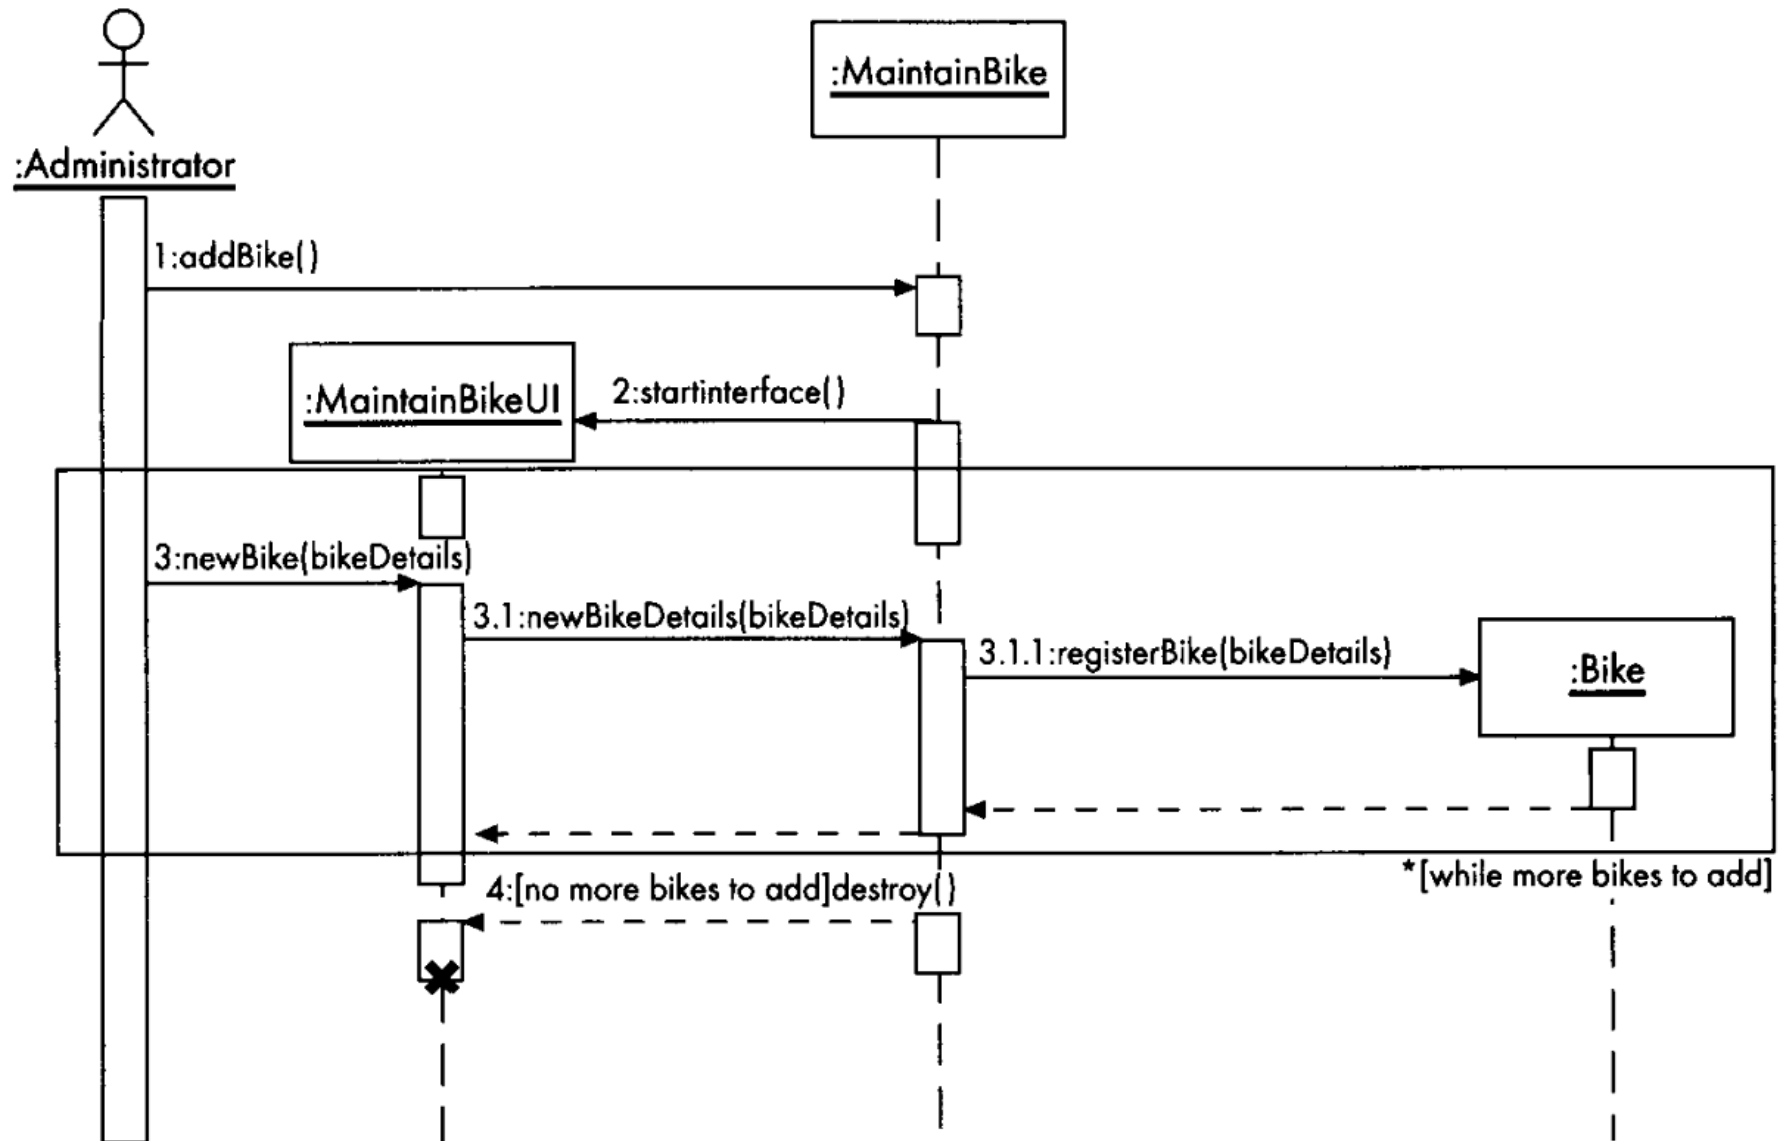 :MaintainBike
:Administrator
1:addBike()
:MaintainBikeUI
2:startinterface()
3:newBike(bikeDetails)
3.1:newBikeDetails(bikeDetails)
3.1.1:registerBike(bikeDetails)
:Bike
*[while more bikes to add]
4:[no more bikes to add]destroy()